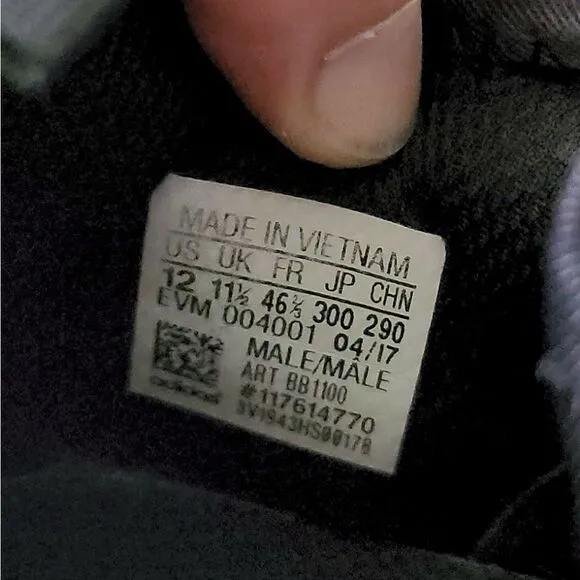 MADE IN VIETNAM
US UK FR JP CHN
12 11½ 46⅔ 300 290
EVM 004001 04/17
MALE/MÂLE
ART BB1100
#117614770
adidas